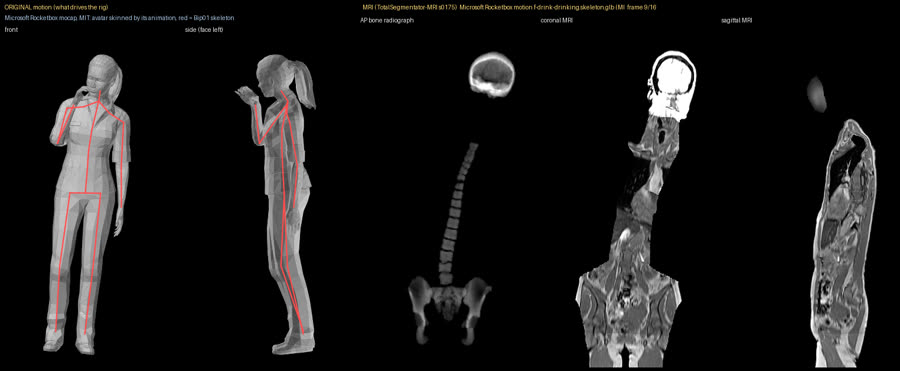 ORIGINAL motion (what drives the rig)
Microsoft Rocketbox mocap, MIT. avatar skinned by its animation, red = Bip01 skeleton
front
side (face left)
MRI (TotalSegmentator-MRI s0175) Microsoft Rocketbox motion f-drink-drinking.skeleton.glb (MI frame 9/16
AP bone radiograph
coronal MRI
sagittal MRI